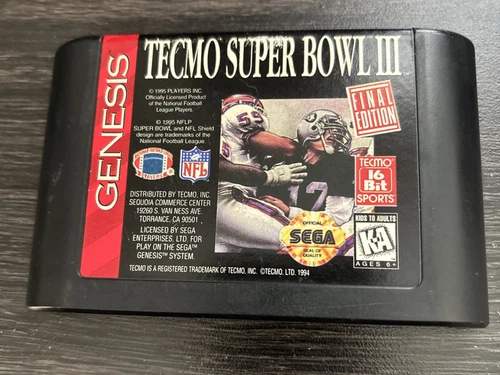 GENESIS
TECMO SUPER BOWL III
FINAL
EDITION
© 1995 PLAYERS INC.
Officially Licensed Product
of the National Football
League Players.
© 1995 NFLP
SUPER BOWL AND NFL Shield
design are trademarks of the
National Football League.
NFL
59
7
TECMO
16
Bit
SPORTS
DISTRIBUTED BY TECMO, INC.
SEQUOIA COMMERCE CENTER
19260 S. VAN NESS AVE.
TORRANCE, CA 90501
LICENSED BY SEGA
ENTERPRISES, LTD. FOR
PLAY ON THE SEGA™
GENESIS™ SYSTEM.
OFFICIAL
SEGA
SEAL OF
QUALITY
KIDS TO ADULTS
K-A
AGES 6+
TECMO IS A REGISTERED TRADEMARK OF TECMO, INC. ©TECMO, LTD. 1994